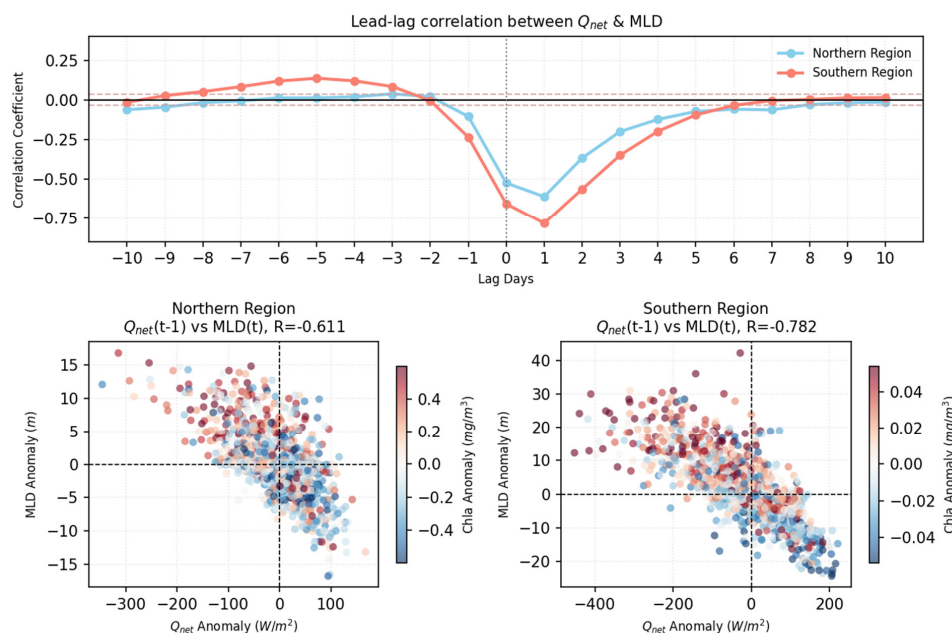 Lead-lag correlation between Q_net & MLD
0.25
0.00
−0.25
−0.50
−0.75
Correlation Coefficient
Northern Region
Southern Region
−10 −9 −8 −7 −6 −5 −4 −3 −2 −1 0 1 2 3 4 5 6 7 8 9 10
Lag Days
Northern Region
Q_net(t-1) vs MLD(t), R=-0.611
15
10
5
0
−5
−10
−15
MLD Anomaly (m)
−300 −200 −100 0 100
Q_net Anomaly (W/m²)
0.4
0.2
0.0
−0.2
−0.4
Chla Anomaly (mg/m³)
Southern Region
Q_net(t-1) vs MLD(t), R=-0.782
40
30
20
10
0
−10
−20
MLD Anomaly (m)
−400 −200 0 200
Q_net Anomaly (W/m²)
0.04
0.02
0.00
−0.02
−0.04
Chla Anomaly (mg/m³)